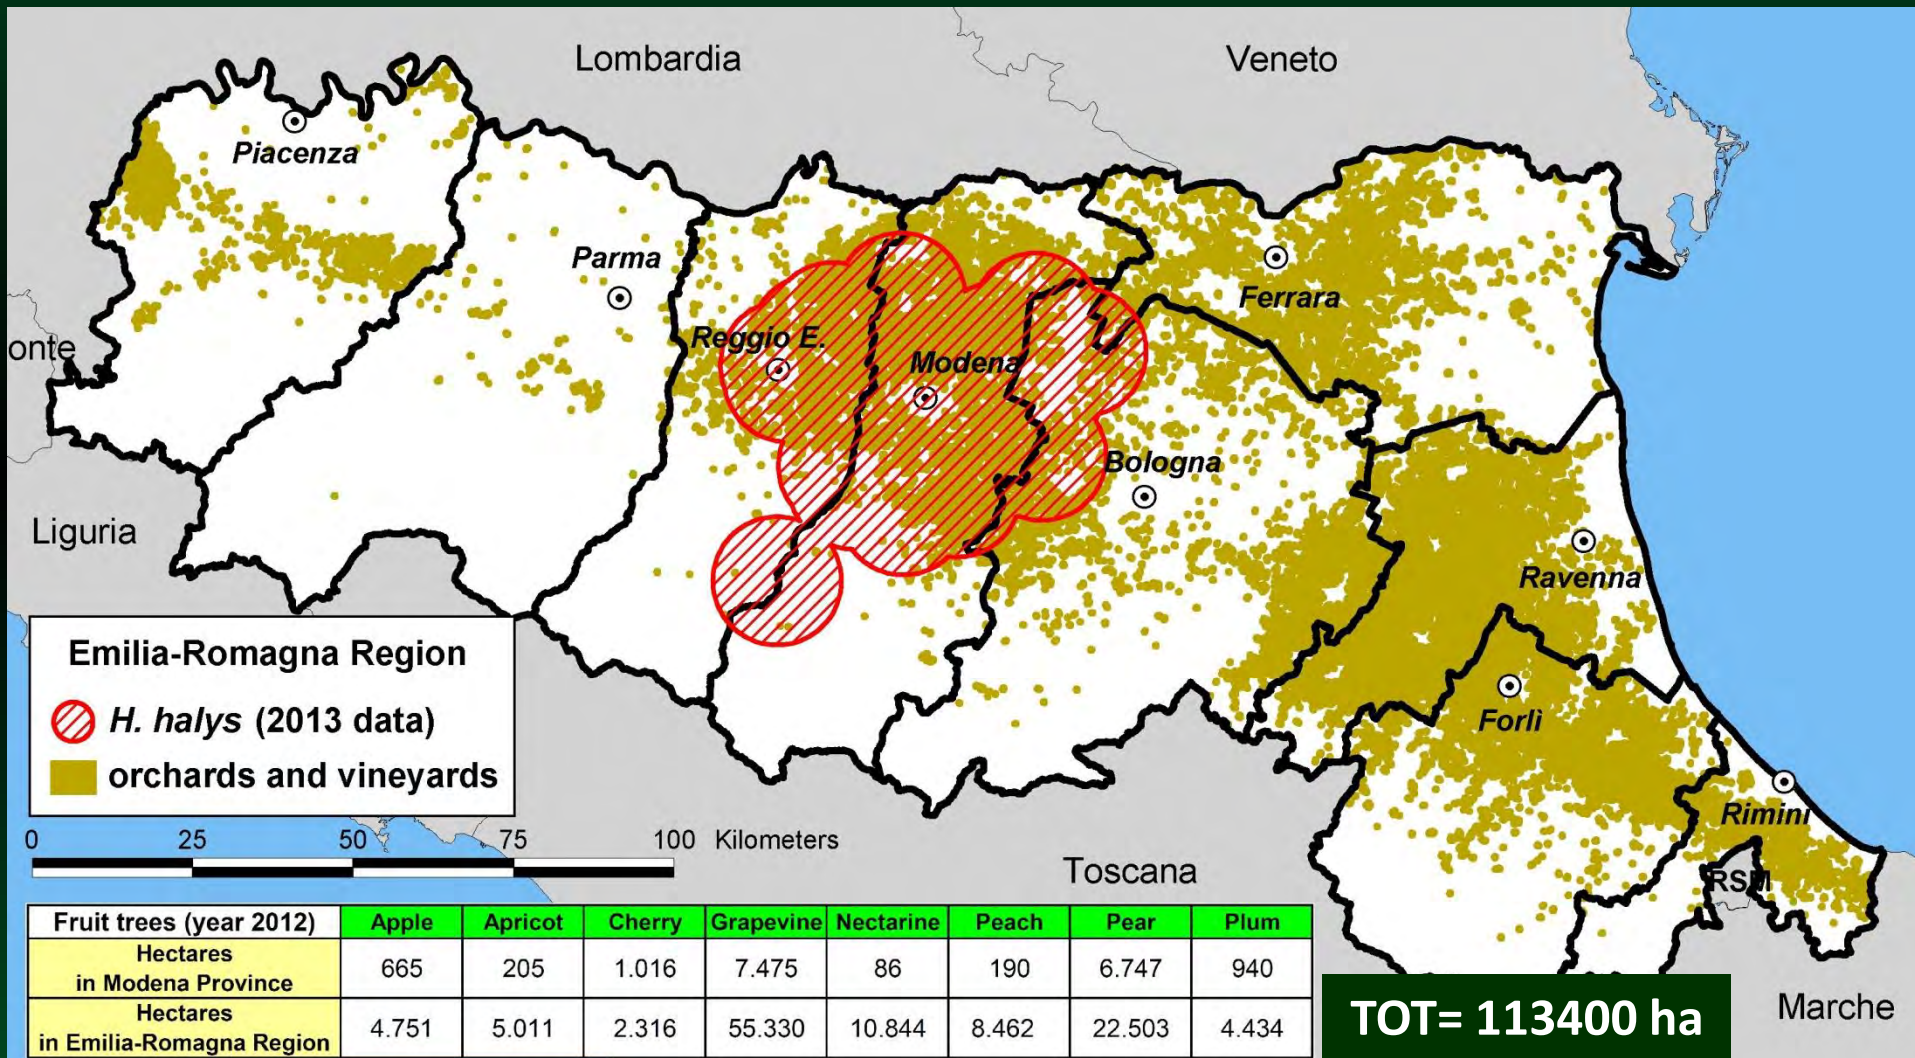 Lombardia
Veneto
Piacenza
Parma
Ferrara
onte
Reggio E.
Modena
Bologna
Liguria
Ravenna
Forlì
Rimini
RSM
Toscana
Marche
Emilia-Romagna Region
H. halys (2013 data)
orchards and vineyards
0 25 50 75 100 Kilometers
Fruit trees (year 2012) Apple Apricot Cherry Grapevine Nectarine Peach Pear Plum
Hectares
in Modena Province 665 205 1.016 7.475 86 190 6.747 940
Hectares
in Emilia-Romagna Region 4.751 5.011 2.316 55.330 10.844 8.462 22.503 4.434
TOT= 113400 ha